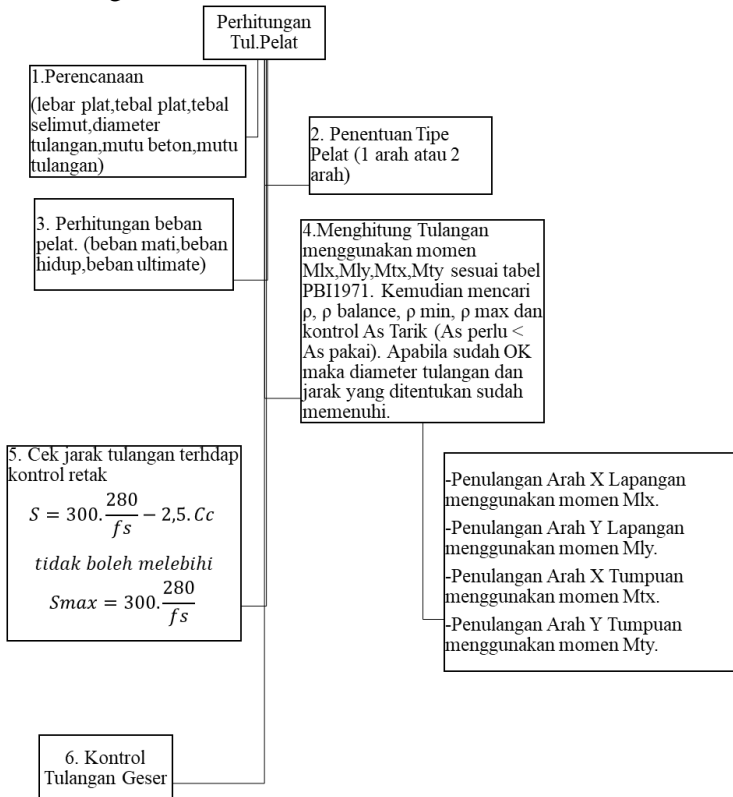 Perhitungan
Tul.Pelat
1.Perencanaan
(lebar plat,tebal plat,tebal
selimut,diameter
tulangan,mutu beton,mutu
tulangan)
2. Penentuan Tipe
Pelat (1 arah atau 2
arah)
3. Perhitungan beban
pelat. (beban mati,beban
hidup,beban ultimate)
4.Menghitung Tulangan
menggunakan momen
Mlx,Mly,Mtx,Mty sesuai tabel
PBI1971. Kemudian mencari
ρ, ρ balance, ρ min, ρ max dan
kontrol As Tarik (As perlu <
As pakai). Apabila sudah OK
maka diameter tulangan dan
jarak yang ditentukan sudah
memenuhi.
5. Cek jarak tulangan terhdap
kontrol retak
S = 300. 280/fs − 2,5. Cc
tidak boleh melebihi
Smax = 300. 280/fs
-Penulangan Arah X Lapangan
menggunakan momen Mlx.
-Penulangan Arah Y Lapangan
menggunakan momen Mly.
-Penulangan Arah X Tumpuan
menggunakan momen Mtx.
-Penulangan Arah Y Tumpuan
menggunakan momen Mty.
6. Kontrol
Tulangan Geser